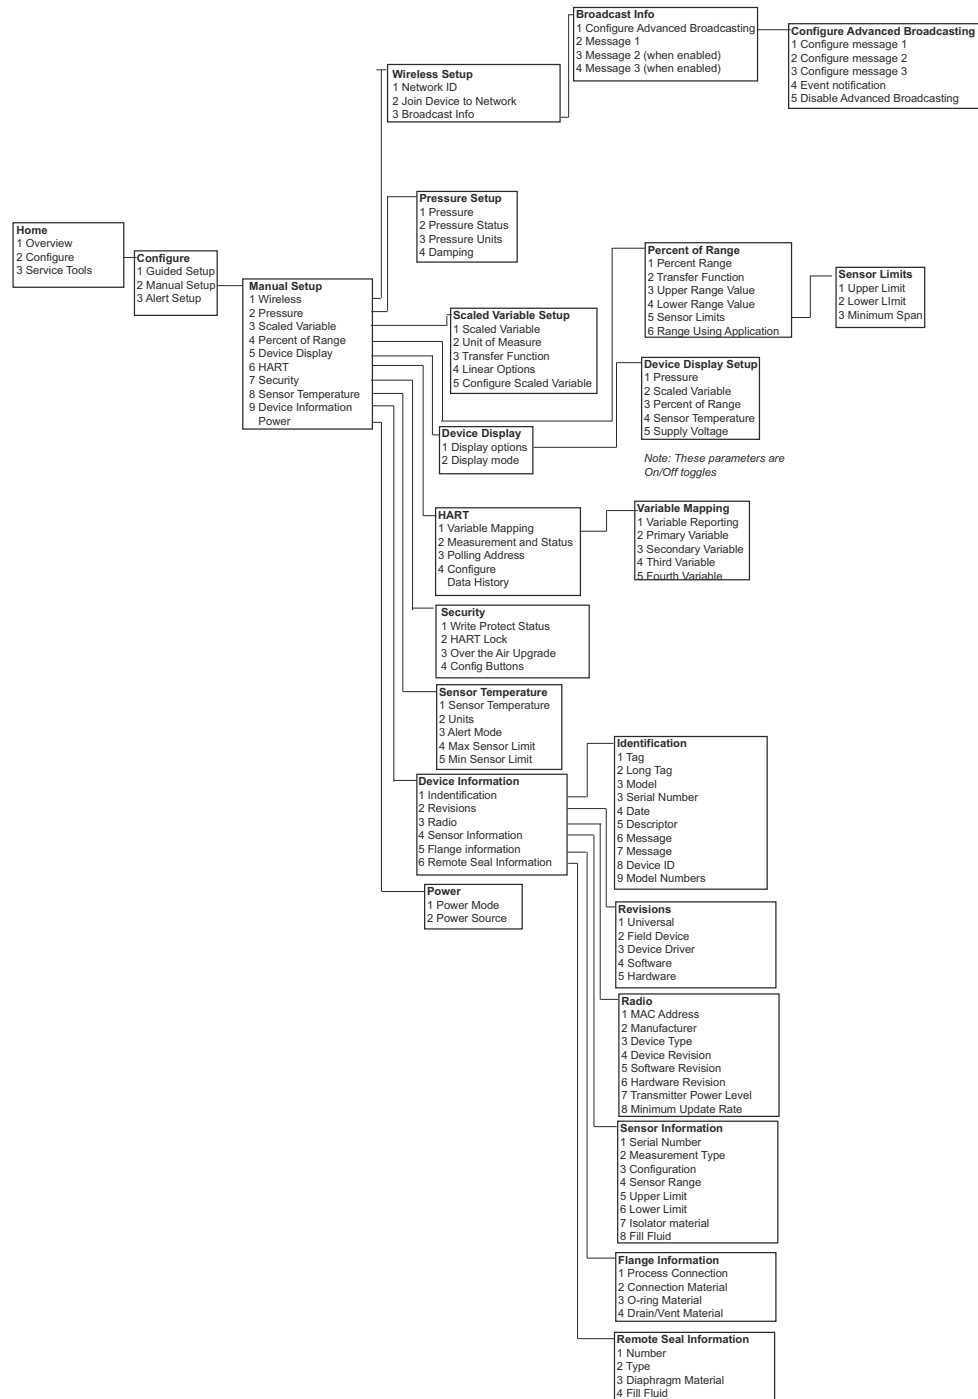 Broadcast Info
1 Configure Advanced Broadcasting
2 Message 1
3 Message 2 (when enabled)
4 Message 3 (when enabled)
Configure Advanced Broadcasting
1 Configure message 1
2 Configure message 2
3 Configure message 3
4 Event notification
5 Disable Advanced Broadcasting
Wireless Setup
1 Network ID
2 Join Device to Network
3 Broadcast Info
Pressure Setup
1 Pressure
2 Pressure Status
3 Pressure Units
4 Damping
Home
1 Overview
2 Configure
3 Service Tools
Configure
1 Guided Setup
2 Manual Setup
3 Alert Setup
Manual Setup
1 Wireless
2 Pressure
3 Scaled Variable
4 Percent of Range
5 Device Display
6 HART
7 Security
8 Sensor Temperature
9 Device Information
Power
Percent of Range
1 Percent Range
2 Transfer Function
3 Upper Range Value
4 Lower Range Value
5 Sensor Limits
6 Range Using Application
Sensor Limits
1 Upper Limit
2 Lower LImit
3 Minimum Span
Scaled Variable Setup
1 Scaled Variable
2 Unit of Measure
3 Transfer Function
4 Linear Options
5 Configure Scaled Variable
Device Display Setup
1 Pressure
2 Scaled Variable
3 Percent of Range
4 Sensor Temperature
5 Supply Voltage
Note: These parameters are
On/Off toggles
Device Display
1 Display options
2 Display mode
HART
1 Variable Mapping
2 Measurement and Status
3 Polling Address
4 Configure
Data History
Variable Mapping
1 Variable Reporting
2 Primary Variable
3 Secondary Variable
4 Third Variable
5 Fourth Variable
Security
1 Write Protect Status
2 HART Lock
3 Over the Air Upgrade
4 Config Buttons
Sensor Temperature
1 Sensor Temperature
2 Units
3 Alert Mode
4 Max Sensor Limit
5 Min Sensor Limit
Device Information
1 Indentification
2 Revisions
3 Radio
4 Sensor Information
5 Flange information
6 Remote Seal Information
Identification
1 Tag
2 Long Tag
3 Model
3 Serial Number
4 Date
5 Descriptor
6 Message
7 Message
8 Device ID
9 Model Numbers
Power
1 Power Mode
2 Power Source
Revisions
1 Universal
2 Field Device
3 Device Driver
4 Software
5 Hardware
Radio
1 MAC Address
2 Manufacturer
3 Device Type
4 Device Revision
5 Software Revision
6 Hardware Revision
7 Transmitter Power Level
8 Minimum Update Rate
Sensor Information
1 Serial Number
2 Measurement Type
3 Configuration
4 Sensor Range
5 Upper Limit
6 Lower Limit
7 Isolator material
8 Fill Fluid
Flange Information
1 Process Connection
2 Connection Material
3 O-ring Material
4 Drain/Vent Material
Remote Seal Information
1 Number
2 Type
3 Diaphragm Material
4 Fill Fluid